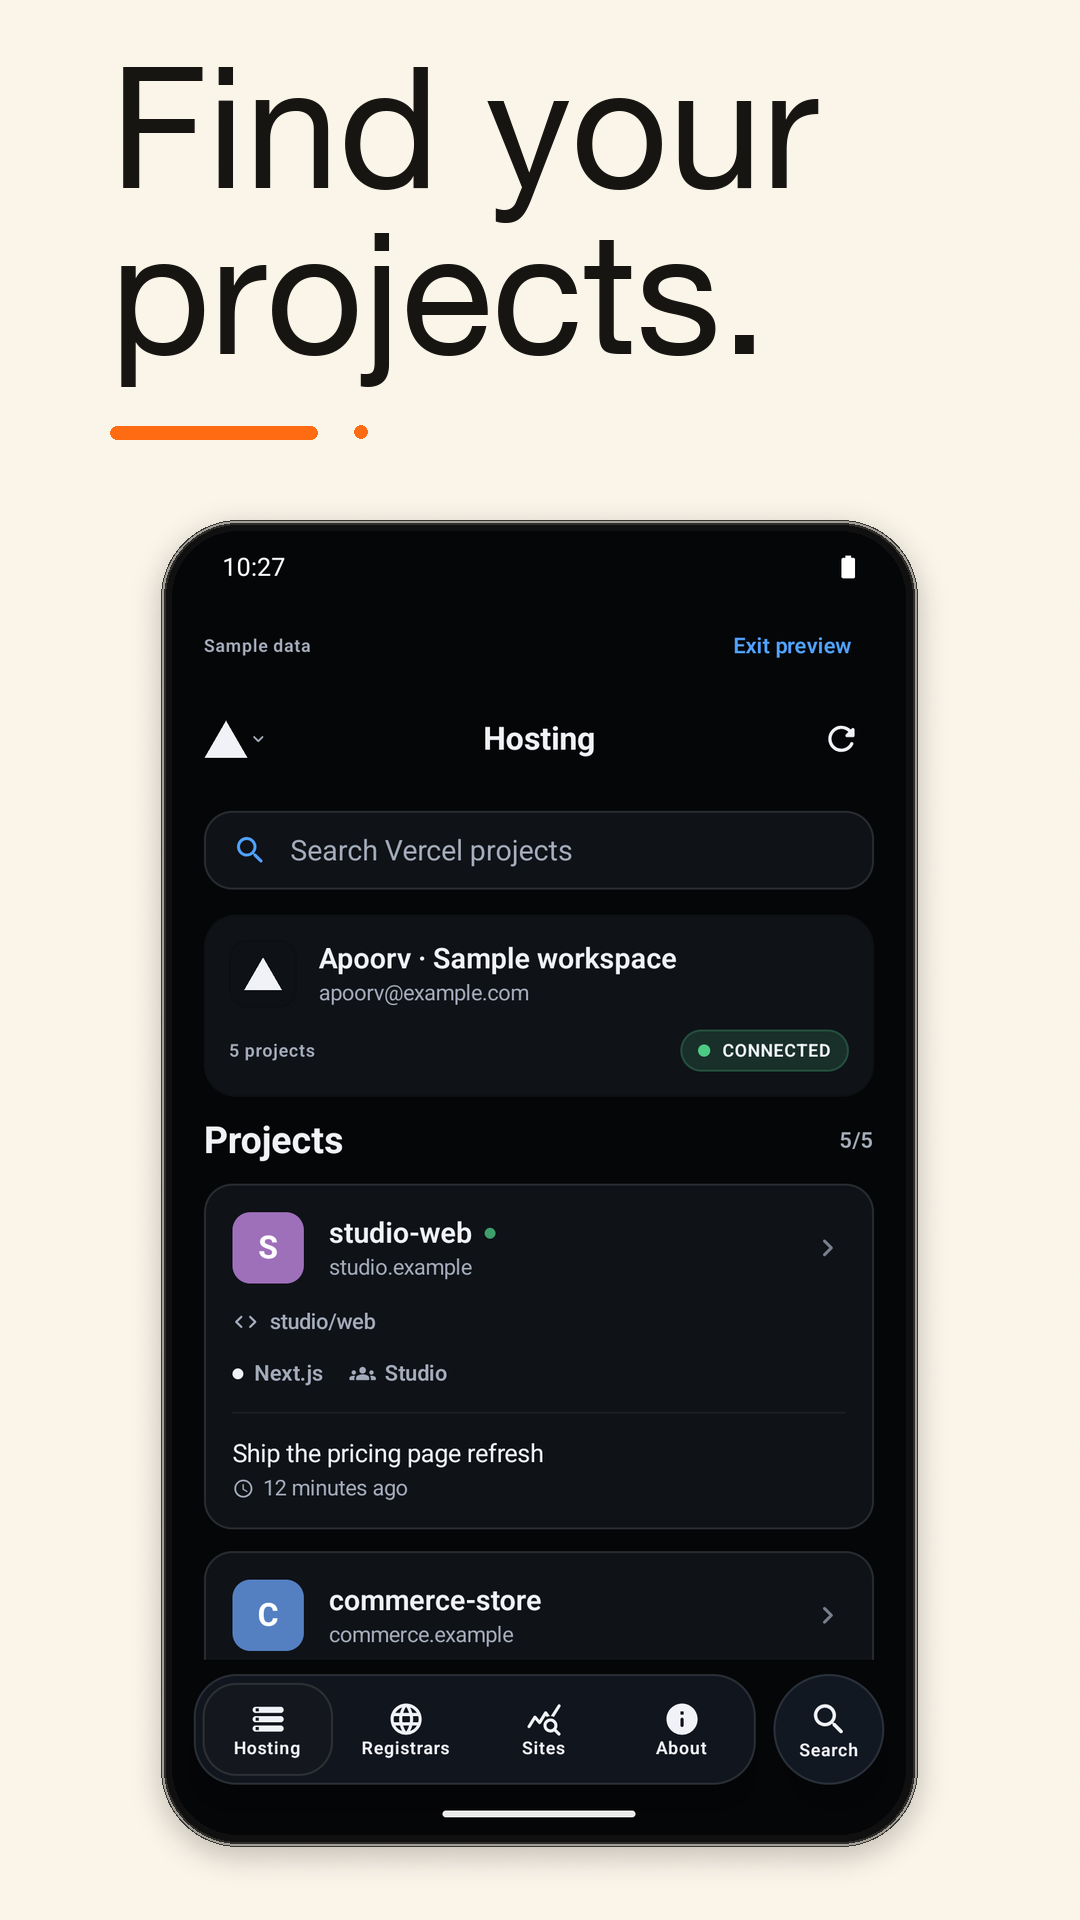 Find your
projects.
10:27
Sample data
Exit preview
Hosting
Search Vercel projects
Apoorv · Sample workspace
apoorv@example.com
5 projects
CONNECTED
Projects
5/5
S
studio-web
studio.example
studio/web
Next.js
Studio
Ship the pricing page refresh
12 minutes ago
C
commerce-store
commerce.example
Hosting
Registrars
Sites
About
Search